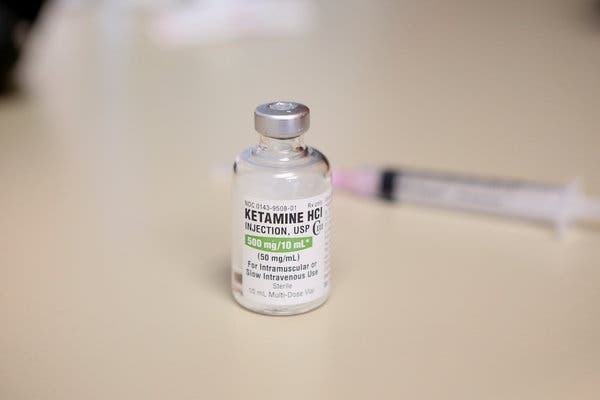 NDC 0143-9508-01 Rx only
KETAMINE HCl
INJECTION, USP CIII
500 mg/10 mL*
(50 mg/mL)
For Intramuscular or
Slow Intravenous Use
Sterile
10 mL Multi-Dose Vial